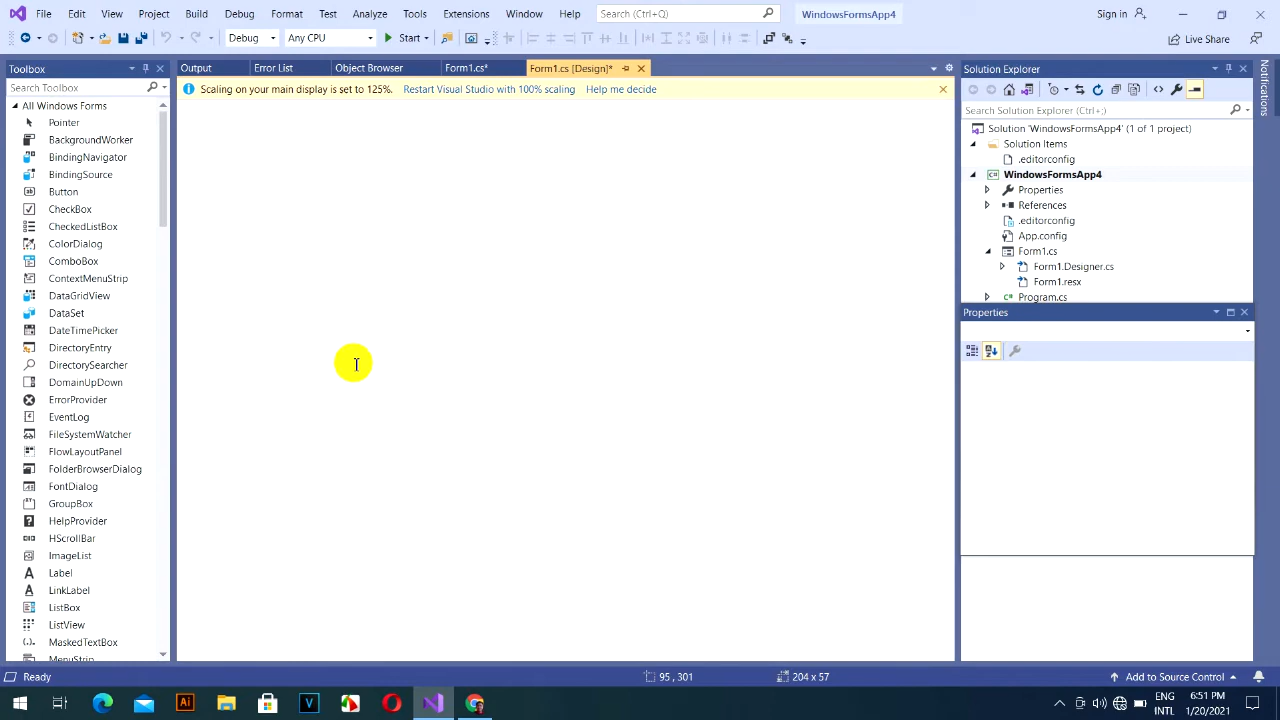 File Edit View Git Project Build Debug Format Test Analyze Tools Extensions Window Help Search (Ctrl+Q) WindowsFormsApp4 Sign in
Debug Any CPU Start Live Share
Toolbox
Output Error List Object Browser Form1.cs* Form1.cs [Design]*
Solution Explorer
Notifications
Search Toolbox
Scaling on your main display is set to 125%. Restart Visual Studio with 100% scaling Help me decide
All Windows Forms
Pointer
BackgroundWorker
BindingNavigator
BindingSource
Button
CheckBox
CheckedListBox
ColorDialog
ComboBox
ContextMenuStrip
DataGridView
DataSet
DateTimePicker
DirectoryEntry
DirectorySearcher
DomainUpDown
ErrorProvider
EventLog
FileSystemWatcher
FlowLayoutPanel
FolderBrowserDialog
FontDialog
GroupBox
HelpProvider
HScrollBar
ImageList
Label
LinkLabel
ListBox
ListView
MaskedTextBox
MenuStrip
Search Solution Explorer (Ctrl+;)
Solution 'WindowsFormsApp4' (1 of 1 project)
Solution Items
.editorconfig
WindowsFormsApp4
Properties
References
.editorconfig
App.config
Form1.cs
Form1.Designer.cs
Form1.resx
Program.cs
Properties
Ready 95 , 301 204 x 57 Add to Source Control
ENG
INTL
6:51 PM
1/20/2021